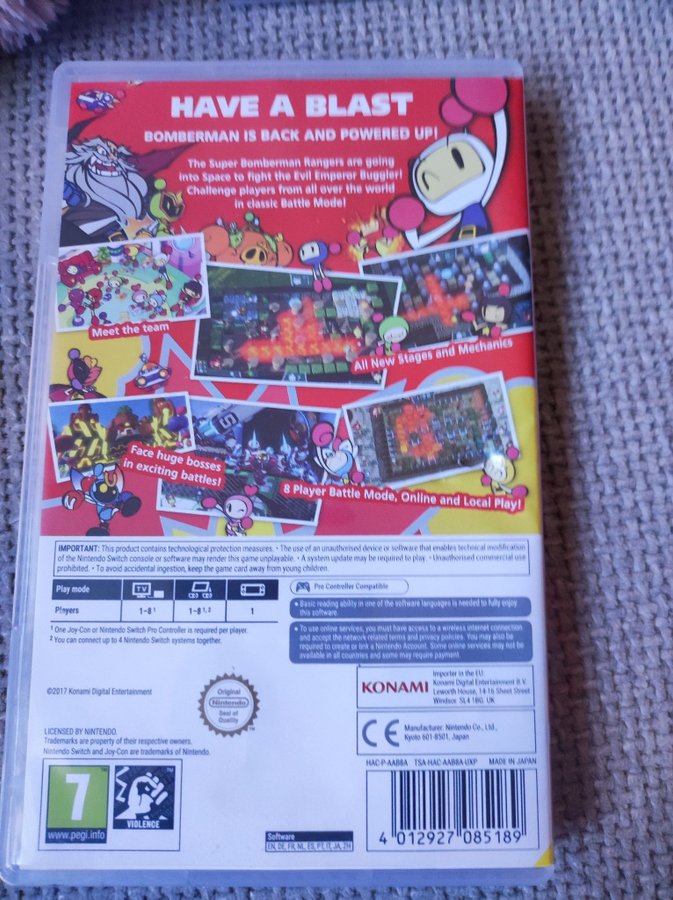 HAVE A BLAST
BOMBERMAN IS BACK AND POWERED UP!
The Super Bomberman Rangers are going
into Space to fight the Evil Emperor Buggler!
Challenge players from all over the world
in classic Battle Mode!
Meet the team
All New Stages and Mechanics
Face huge bosses
in exciting battles!
8 Player Battle Mode, Online and Local Play!
IMPORTANT: This product contains technological protection measures. • The use of an unauthorised device or software that enables technical modification
of the Nintendo Switch console or software may render this game unplayable. • A system update may be required to play. • Unauthorised commercial use
prohibited. • To avoid accidental ingestion, keep the game card away from young children.
Play mode
TV
Players
1-8 1
1-8 1, 2
1
1 One Joy-Con or Nintendo Switch Pro Controller is required per player.
2 You can connect up to 4 Nintendo Switch systems together.
Pro Controller Compatible
• Basic reading ability in one of the software languages is needed to fully enjoy
this software.
• To use online services, you must have access to a wireless internet connection
and accept the network related terms and privacy policies. You may also be
required to create or link a Nintendo Account. Some online services may not be
available in all countries and some may require payment.
©2017 Konami Digital Entertainment
Original
Nintendo
Seal of
Quality
TM
KONAMI
Importer in the EU:
Konami Digital Entertainment B.V.
Leworth House, 14-16 Sheet Street
Windsor. SL4 1BG. UK
CE
Manufacturer: Nintendo Co., Ltd.,
Kyoto 601-8501, Japan
LICENSED BY NINTENDO.
Trademarks are property of their respective owners.
Nintendo Switch and Joy-Con are trademarks of Nintendo.
HAC-P-AABBA TSA-HAC-AABBA-UXP MADE IN JAPAN
7
www.pegi.info
VIOLENCE
Software
EN, DE, FR, NL, ES, PT, IT, JA, ZH
4 012927 085189